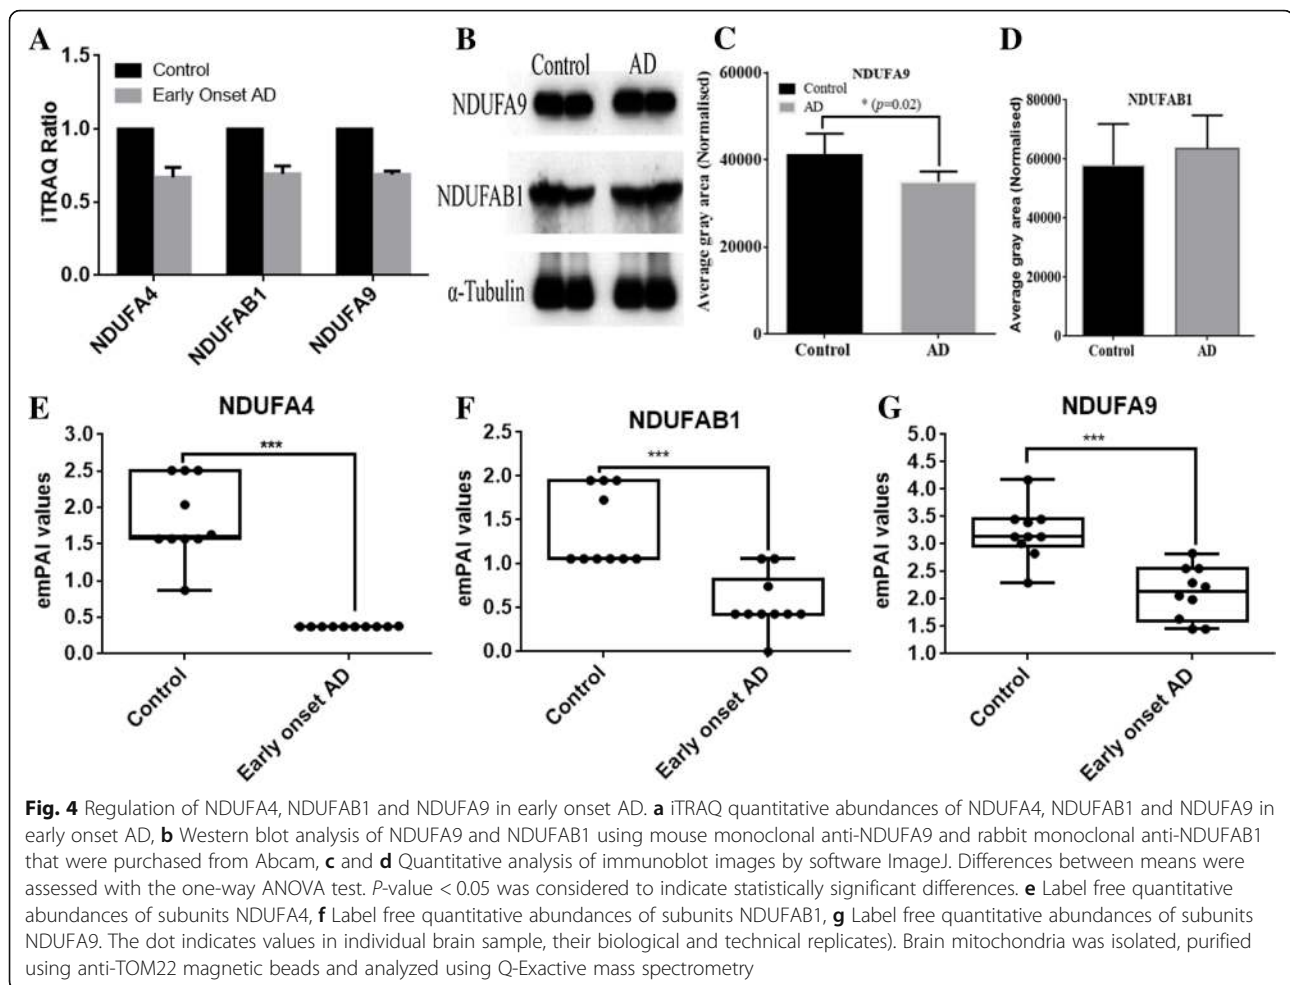 A
1.5
1.0
0.5
0.0
iTRAQ Ratio
Control
Early Onset AD
NDUFA4
NDUFAB1
NDUFA9
B
Control AD
NDUFA9
NDUFAB1
α-Tubulin
C
NDUFA9
Control
AD
* (p=0.02)
60000
40000
20000
0
Average gray area (Normalised)
Control AD
D
NDUFAB1
80000
60000
40000
20000
0
Average gray area (Normalised)
Control AD
E
NDUFA4
***
3.0
2.5
2.0
1.5
1.0
0.5
0.0
emPAI values
Control
Early onset AD
F
NDUFAB1
***
2.5
2.0
1.5
1.0
0.5
0.0
emPAI values
Control
Early onset AD
G
NDUFA9
***
5.0
4.5
4.0
3.5
3.0
2.5
2.0
1.5
1.0
emPAI values
Control
Early onset AD
Fig. 4 Regulation of NDUFA4, NDUFAB1 and NDUFA9 in early onset AD. a iTRAQ quantitative abundances of NDUFA4, NDUFAB1 and NDUFA9 in
early onset AD, b Western blot analysis of NDUFA9 and NDUFAB1 using mouse monoclonal anti-NDUFA9 and rabbit monoclonal anti-NDUFAB1
that were purchased from Abcam, c and d Quantitative analysis of immunoblot images by software ImageJ. Differences between means were
assessed with the one-way ANOVA test. P-value < 0.05 was considered to indicate statistically significant differences. e Label free quantitative
abundances of subunits NDUFA4, f Label free quantitative abundances of subunits NDUFAB1, g Label free quantitative abundances of subunits
NDUFA9. The dot indicates values in individual brain sample, their biological and technical replicates). Brain mitochondria was isolated, purified
using anti-TOM22 magnetic beads and analyzed using Q-Exactive mass spectrometry